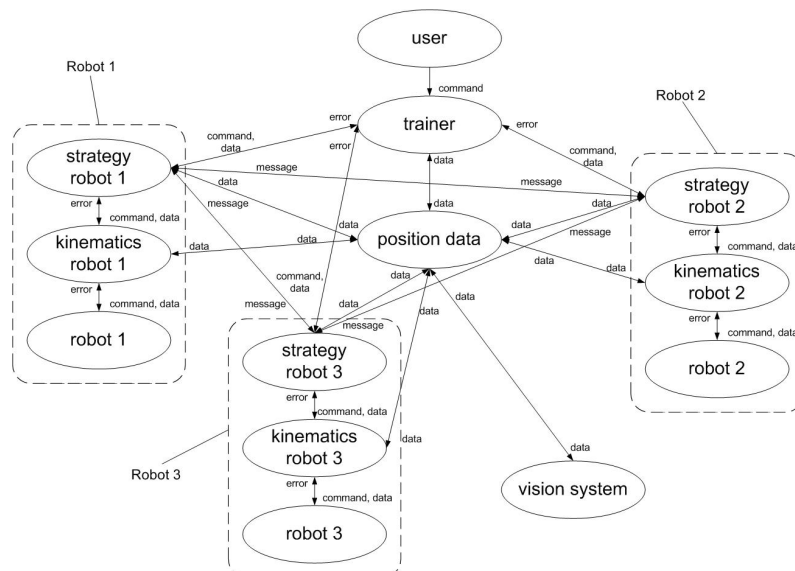 user
command
Robot 1
Robot 2
error
trainer
error
command,
data
error
command,
data
data
strategy
robot 1
message
message
data
data
data
message
data
data
strategy
robot 2
message
error
command, data
position data
error
command, data
kinematics
robot 1
data
data
data
data
kinematics
robot 2
command,
data
data
data
data
error
command, data
message
data
message
data
error
command, data
robot 1
strategy
robot 3
robot 2
error
command, data
kinematics
robot 3
data
data
Robot 3
error
command, data
vision system
robot 3